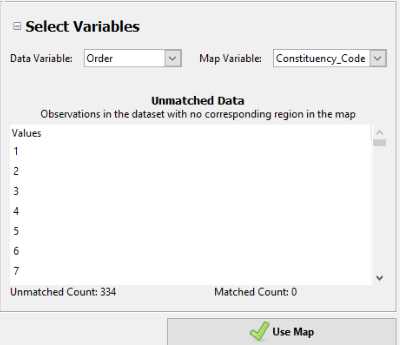 Select Variables
Data Variable: Order Map Variable: Constituency_Code
Unmatched Data
Observations in the dataset with no corresponding region in the map
Values
1
2
3
4
5
6
7
Unmatched Count: 334 Matched Count: 0
Use Map